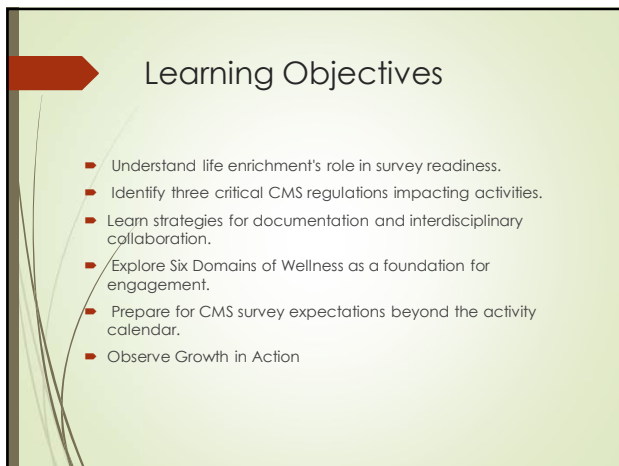 Learning Objectives
Understand life enrichment's role in survey readiness.
Identify three critical CMS regulations impacting activities.
Learn strategies for documentation and interdisciplinary
collaboration.
Explore Six Domains of Wellness as a foundation for
engagement.
Prepare for CMS survey expectations beyond the activity
calendar.
Observe Growth in Action